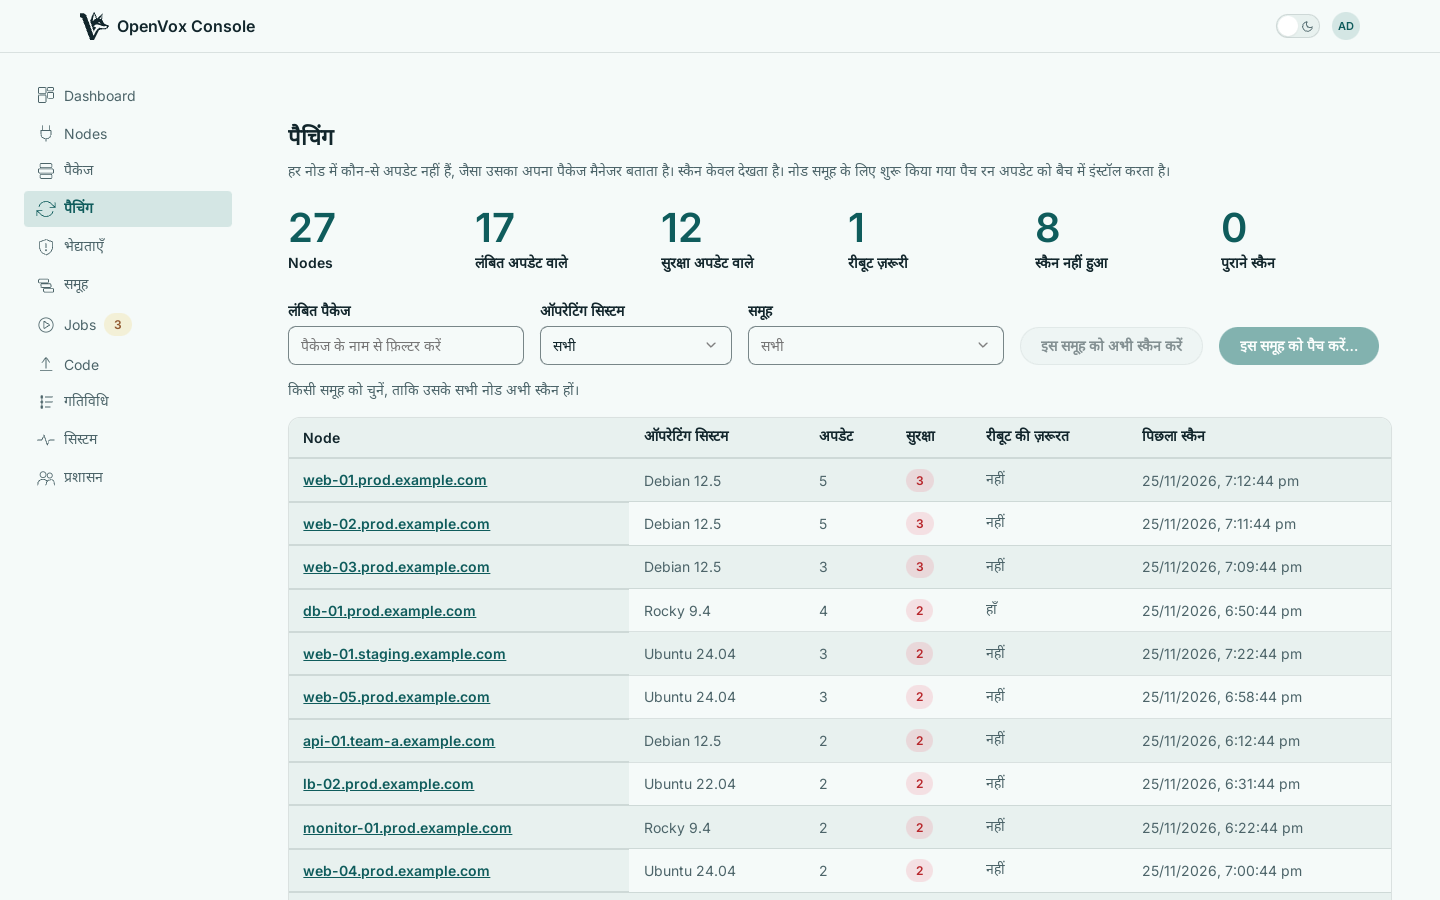 OpenVox Console
AD
Dashboard
Nodes
पैकेज
पैचिंग
भेद्यताएँ
समूह
Jobs 3
Code
गतिविधि
सिस्टम
प्रशासन
पैचिंग
हर नोड में कौन-से अपडेट नहीं हैं, जैसा उसका अपना पैकेज मैनेजर बताता है। स्कैन केवल देखता है। नोड समूह के लिए शुरू किया गया पैच रन अपडेट को बैच में इंस्टॉल करता है।
27 17 12 1 8 0
Nodes लंबित अपडेट वाले सुरक्षा अपडेट वाले रीबूट ज़रूरी स्कैन नहीं हुआ पुराने स्कैन
लंबित पैकेज ऑपरेटिंग सिस्टम समूह
पैकेज के नाम से फ़िल्टर करें सभी सभी इस समूह को अभी स्कैन करें इस समूह को पैच करें...
किसी समूह को चुनें, ताकि उसके सभी नोड अभी स्कैन हों।
Node ऑपरेटिंग सिस्टम अपडेट सुरक्षा रीबूट की ज़रूरत पिछला स्कैन
web-01.prod.example.com Debian 12.5 5 3 नहीं 25/11/2026, 7:12:44 pm
web-02.prod.example.com Debian 12.5 5 3 नहीं 25/11/2026, 7:11:44 pm
web-03.prod.example.com Debian 12.5 3 3 नहीं 25/11/2026, 7:09:44 pm
db-01.prod.example.com Rocky 9.4 4 2 हाँ 25/11/2026, 6:50:44 pm
web-01.staging.example.com Ubuntu 24.04 3 2 नहीं 25/11/2026, 7:22:44 pm
web-05.prod.example.com Ubuntu 24.04 3 2 नहीं 25/11/2026, 6:58:44 pm
api-01.team-a.example.com Debian 12.5 2 2 नहीं 25/11/2026, 6:12:44 pm
lb-02.prod.example.com Ubuntu 22.04 2 2 नहीं 25/11/2026, 6:31:44 pm
monitor-01.prod.example.com Rocky 9.4 2 2 नहीं 25/11/2026, 6:22:44 pm
web-04.prod.example.com Ubuntu 24.04 2 2 नहीं 25/11/2026, 7:00:44 pm